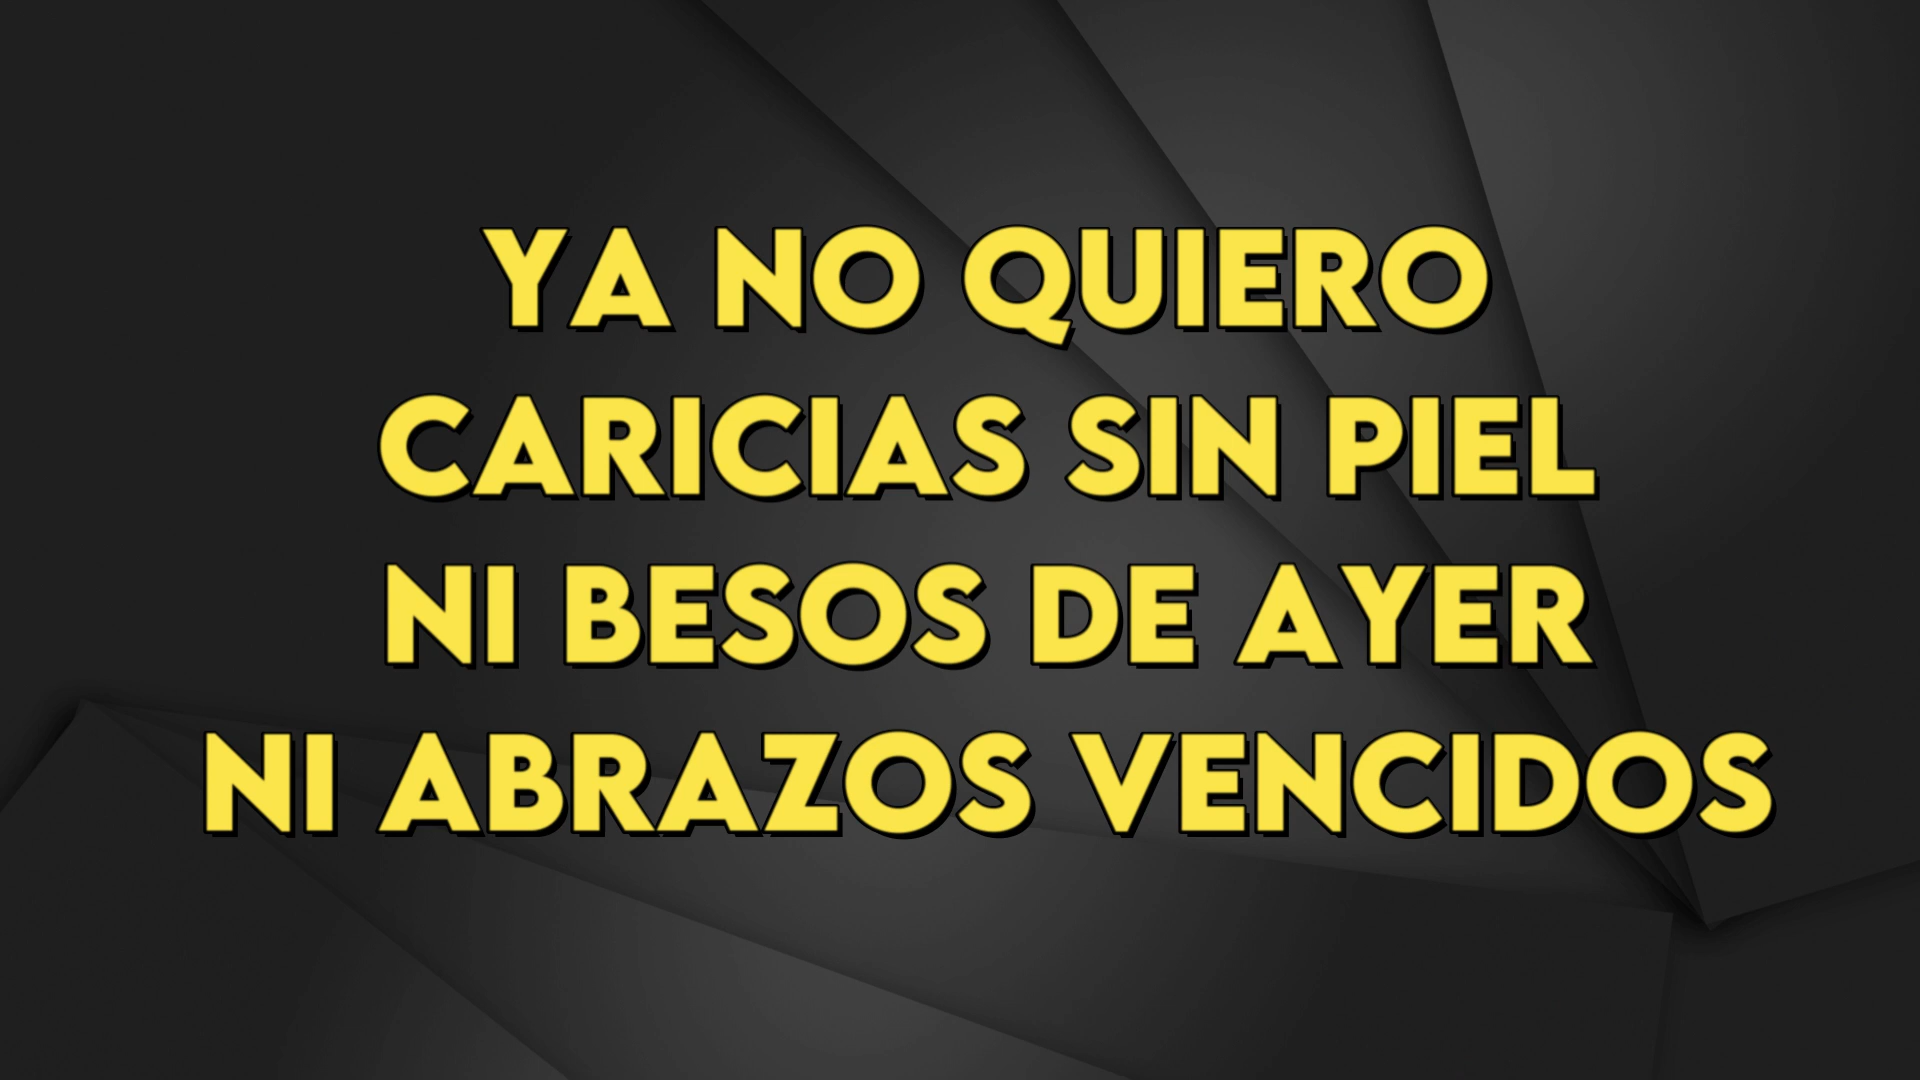 YA NO QUIERO
CARICIAS SIN PIEL
NI BESOS DE AYER
NI ABRAZOS VENCIDOS